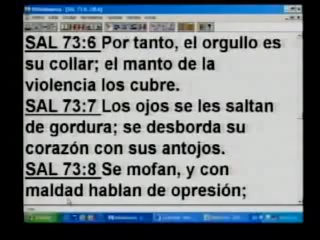 SAL 73:6 Por tanto, el orgullo es
su collar; el manto de la
violencia los cubre.
SAL 73:7 Los ojos se les saltan
de gordura; se desborda su
corazón con sus antojos.
SAL 73:8 Se mofan, y con
maldad hablan de opresión;